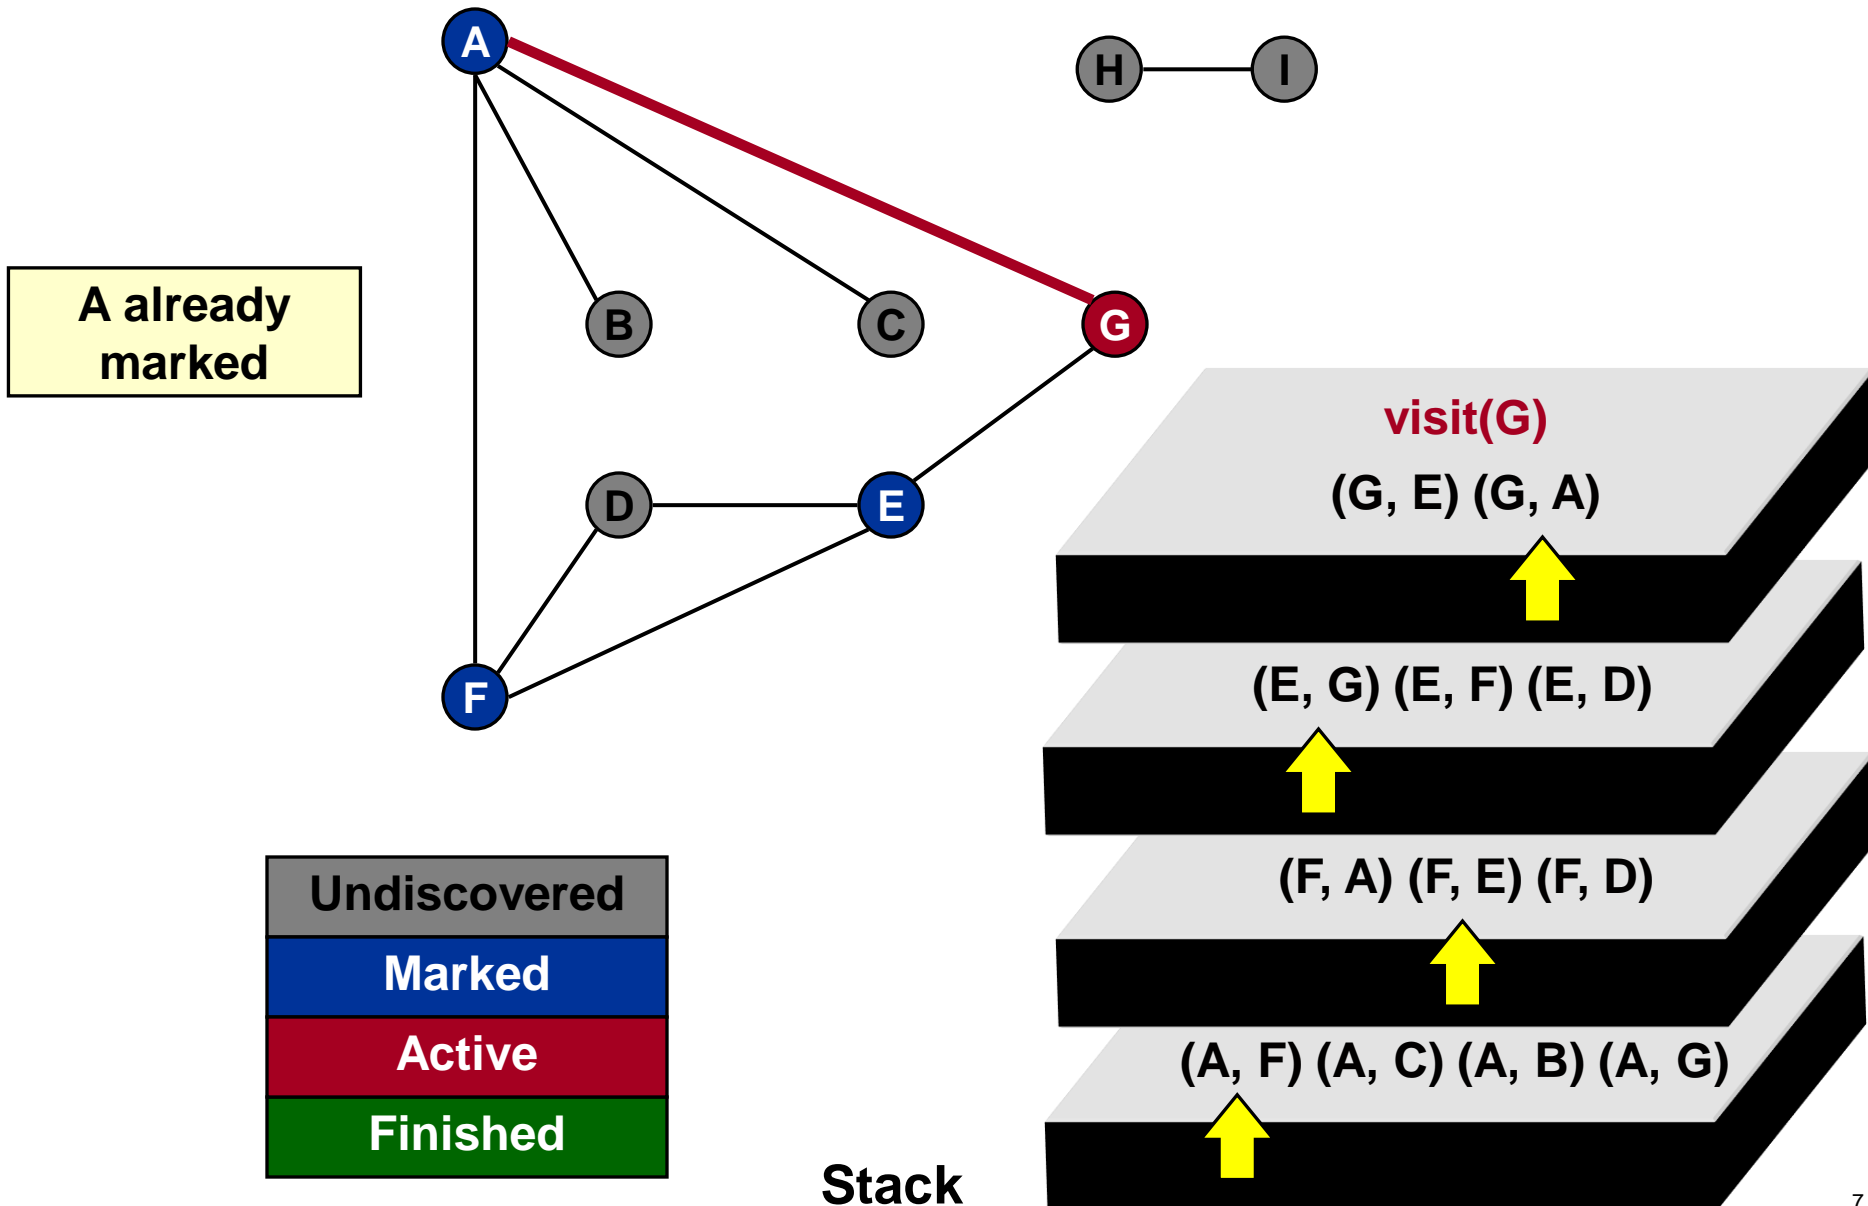 A
H
I
A already
marked
B
C
G
visit(G)
(G, E) (G, A)
D
E
(E, G) (E, F) (E, D)
F
Undiscovered
Marked
Active
Finished
(F, A) (F, E) (F, D)
(A, F) (A, C) (A, B) (A, G)
Stack
7